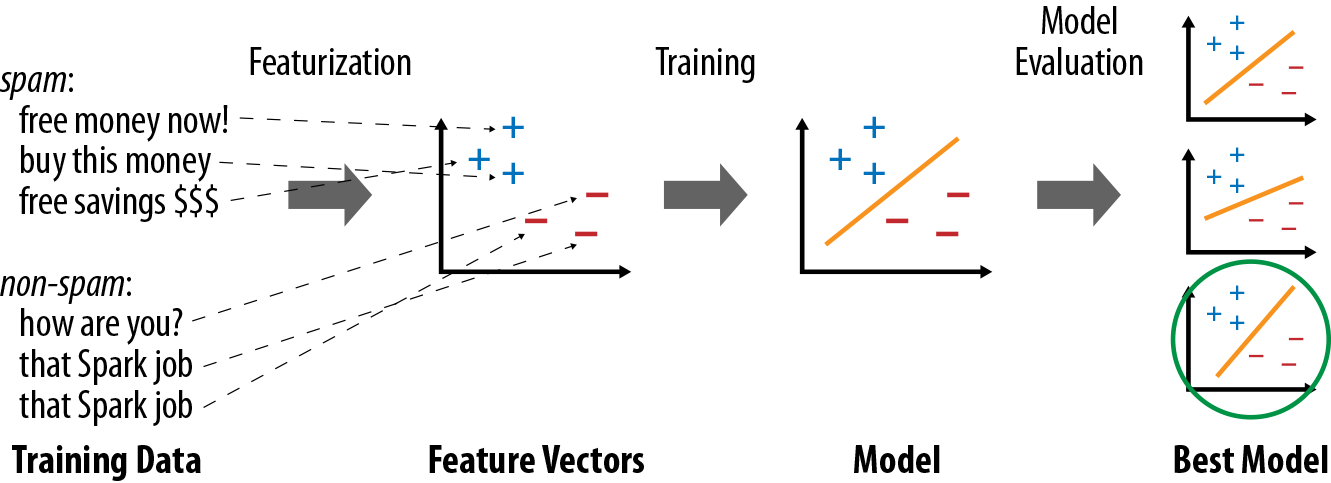 Featurization
Training
Model
Evaluation
spam:
free money now!
buy this money
free savings $$$
non-spam:
how are you?
that Spark job
that Spark job
Training Data
Feature Vectors
Model
Best Model